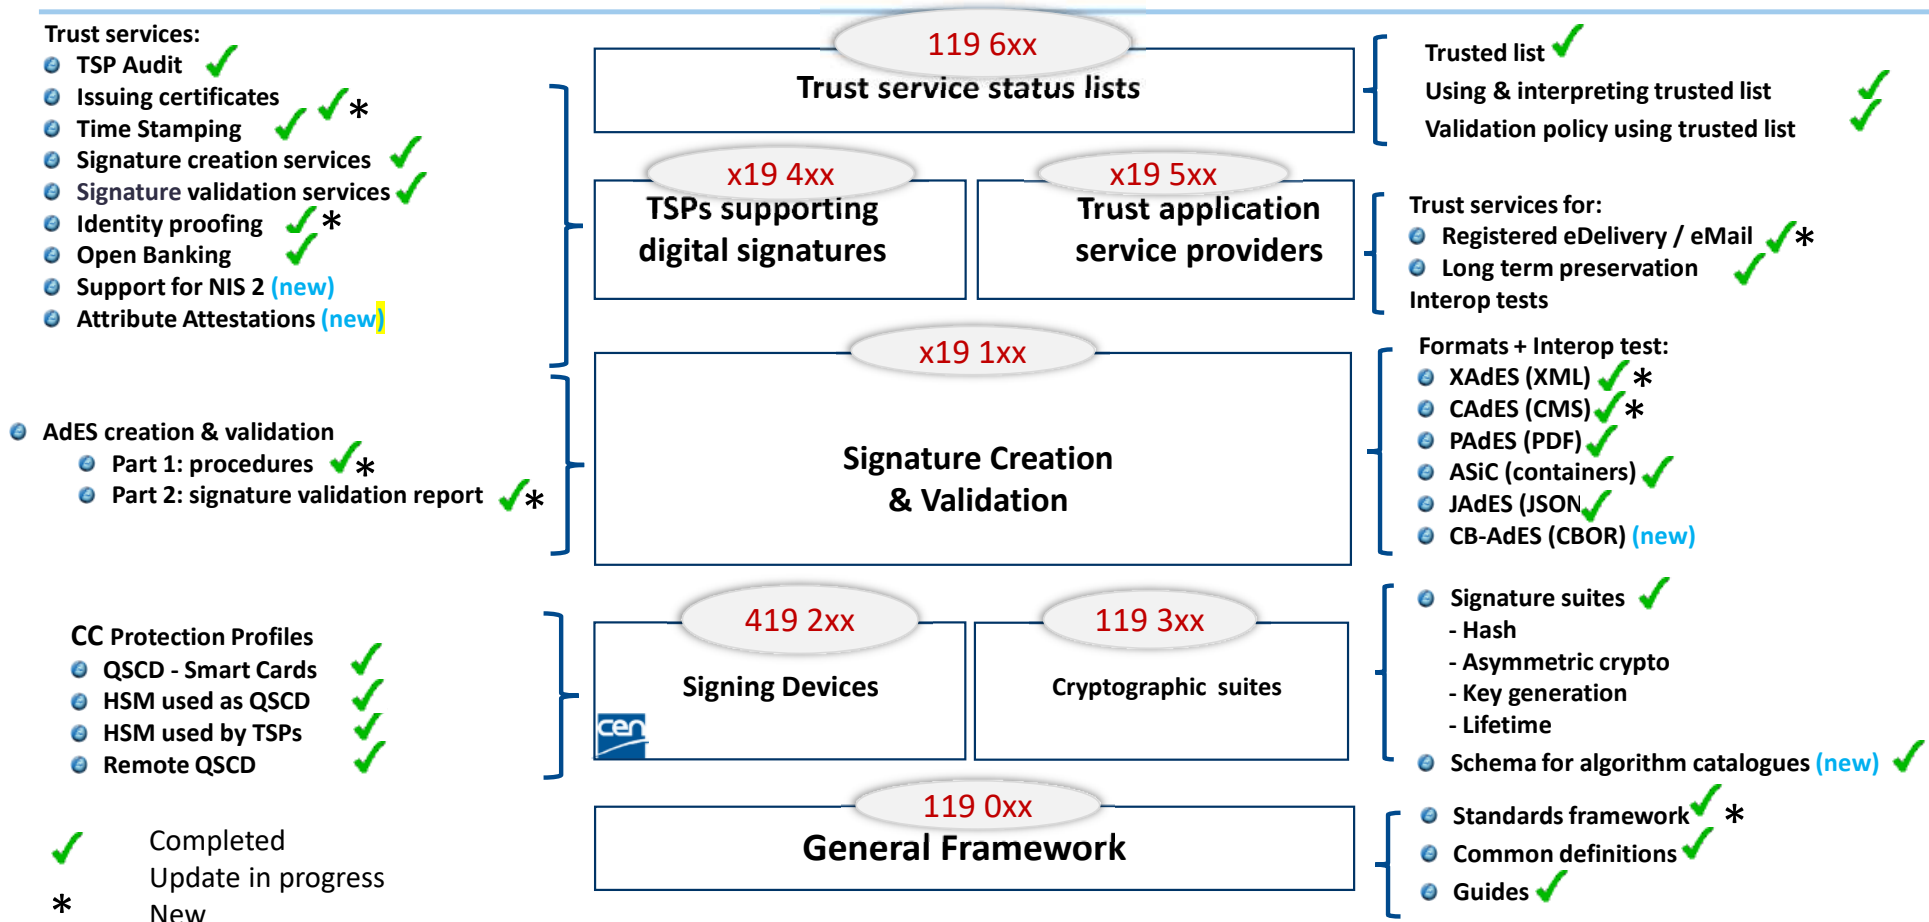 Trust services:
TSP Audit
Issuing certificates
*
Time Stamping
Signature creation services
Signature validation services
Identity proofing *
Open Banking
Support for NIS 2 (new)
Attribute Attestations (new)
AdES creation & validation
Part 1: procedures *
Part 2: signature validation report *
CC Protection Profiles
QSCD - Smart Cards
HSM used as QSCD
HSM used by TSPs
Remote QSCD
Completed
Update in progress
*
New
119 6xx
Trust service status lists
x19 4xx
TSPs supporting
digital signatures
x19 5xx
Trust application
service providers
x19 1xx
Signature Creation
& Validation
419 2xx
Signing Devices
cen
119 3xx
Cryptographic suites
119 0xx
General Framework
Trusted list
Using & interpreting trusted list
Validation policy using trusted list
Trust services for:
Registered eDelivery / eMail *
Long term preservation
Interop tests
Formats + Interop test:
XAdES (XML) *
CAdES (CMS) *
PAdES (PDF)
ASiC (containers)
JAdES (JSON
CB-AdES (CBOR) (new)
Signature suites
- Hash
- Asymmetric crypto
- Key generation
- Lifetime
Schema for algorithm catalogues (new)
Standards framework *
Common definitions
Guides